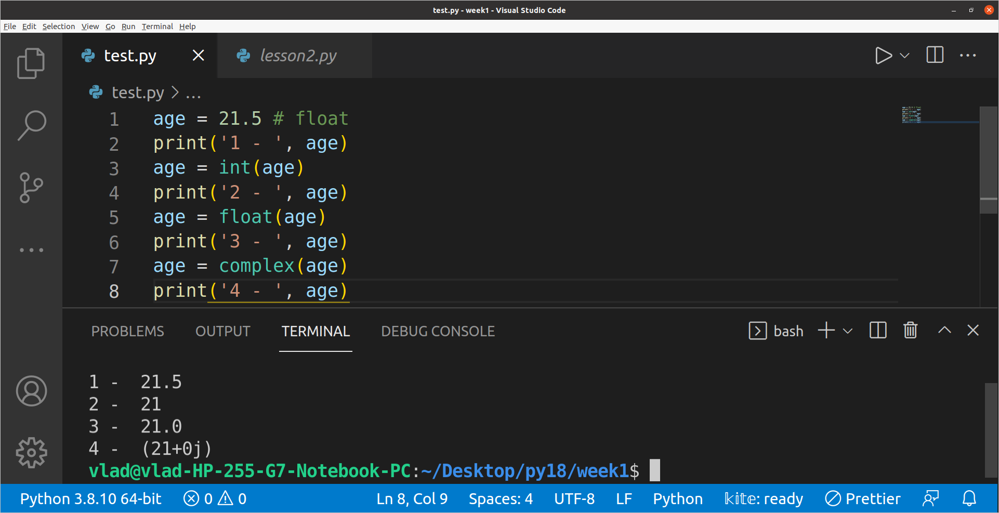 test.py - week1 - Visual Studio Code
File Edit Selection View Go Run Terminal Help
test.py lesson2.py
test.py > ...
1 age = 21.5 # float
2 print('1 - ', age)
3 age = int(age)
4 print('2 - ', age)
5 age = float(age)
6 print('3 - ', age)
7 age = complex(age)
8 print('4 - ', age)
PROBLEMS OUTPUT TERMINAL DEBUG CONSOLE bash
1 -  21.5
2 -  21
3 -  21.0
4 -  (21+0j)
vlad@vlad-HP-255-G7-Notebook-PC:~/Desktop/py18/week1$
Python 3.8.10 64-bit 0 0 Ln 8, Col 9 Spaces: 4 UTF-8 LF Python kite: ready Prettier